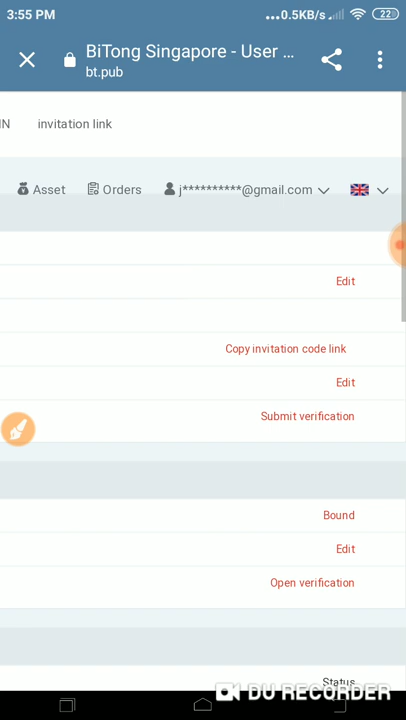 3:55 PM
...0.5KB/s
22
BiTong Singapore - User ...
bt.pub
IN invitation link
Asset Orders j**********@gmail.com
Edit
Copy invitation code link
Edit
Submit verification
Bound
Edit
Open verification
Status
DU RECORDER